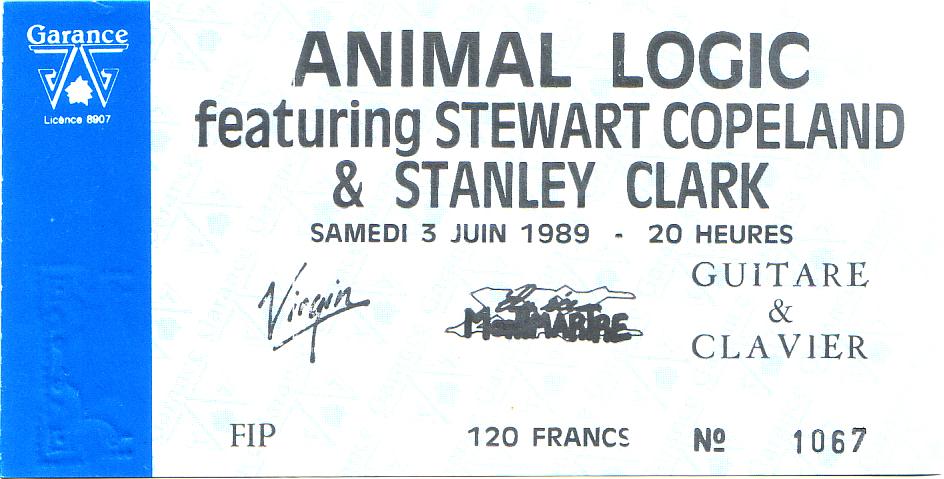 Garance
Licence 8907
ANIMAL LOGIC
featuring STEWART COPELAND
& STANLEY CLARK
SAMEDI 3 JUIN 1989 - 20 HEURES
Virgin
Elysée
MONTMARTRE
GUITARE
&
CLAVIER
FIP
120 FRANCS
Nº 1067